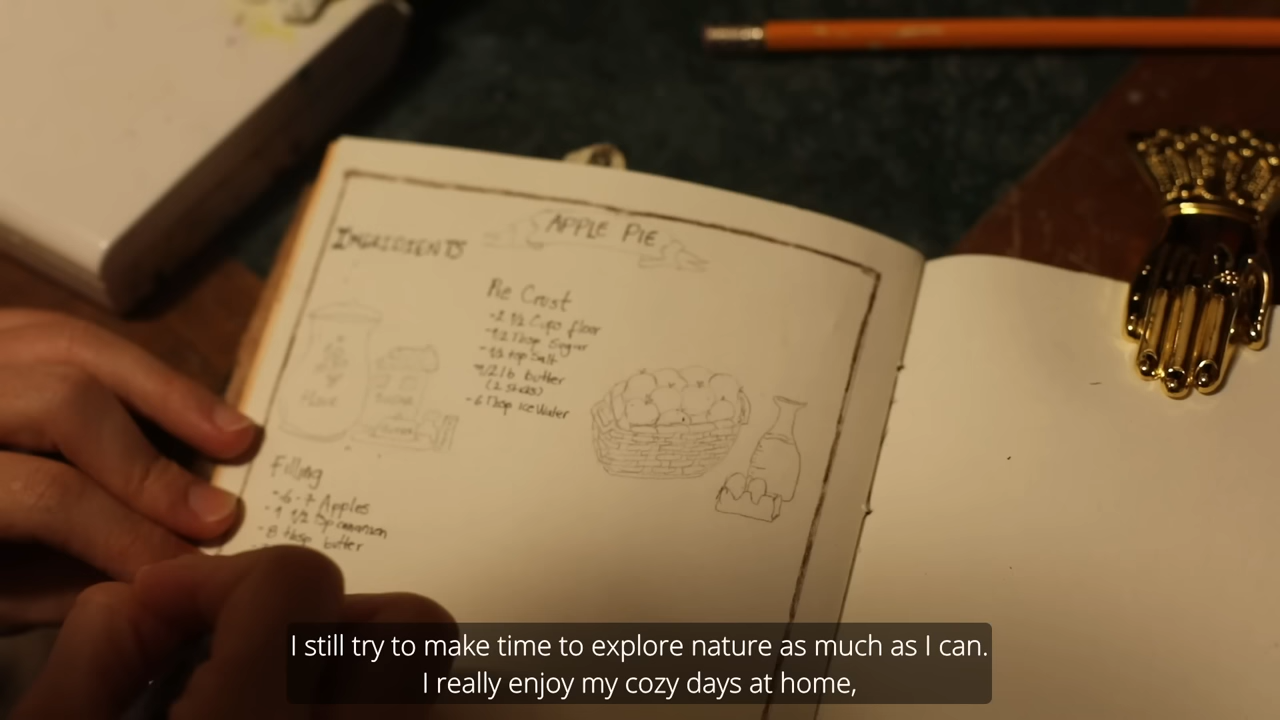 APPLE PIE
INGRIDIENTS
Pie Crust
-2 1/2 Cups flour
-1/2 Tbsp Sugar
-1/2 tsp Salt
-1/2 lb butter
(2 sticks)
-6 Tbsp Ice Water
Flour
Sugar
Filling
-6-7 Apples
-1 1/2 tsp cinnamon
-8 tbsp butter
I still try to make time to explore nature as much as I can.
I really enjoy my cozy days at home,